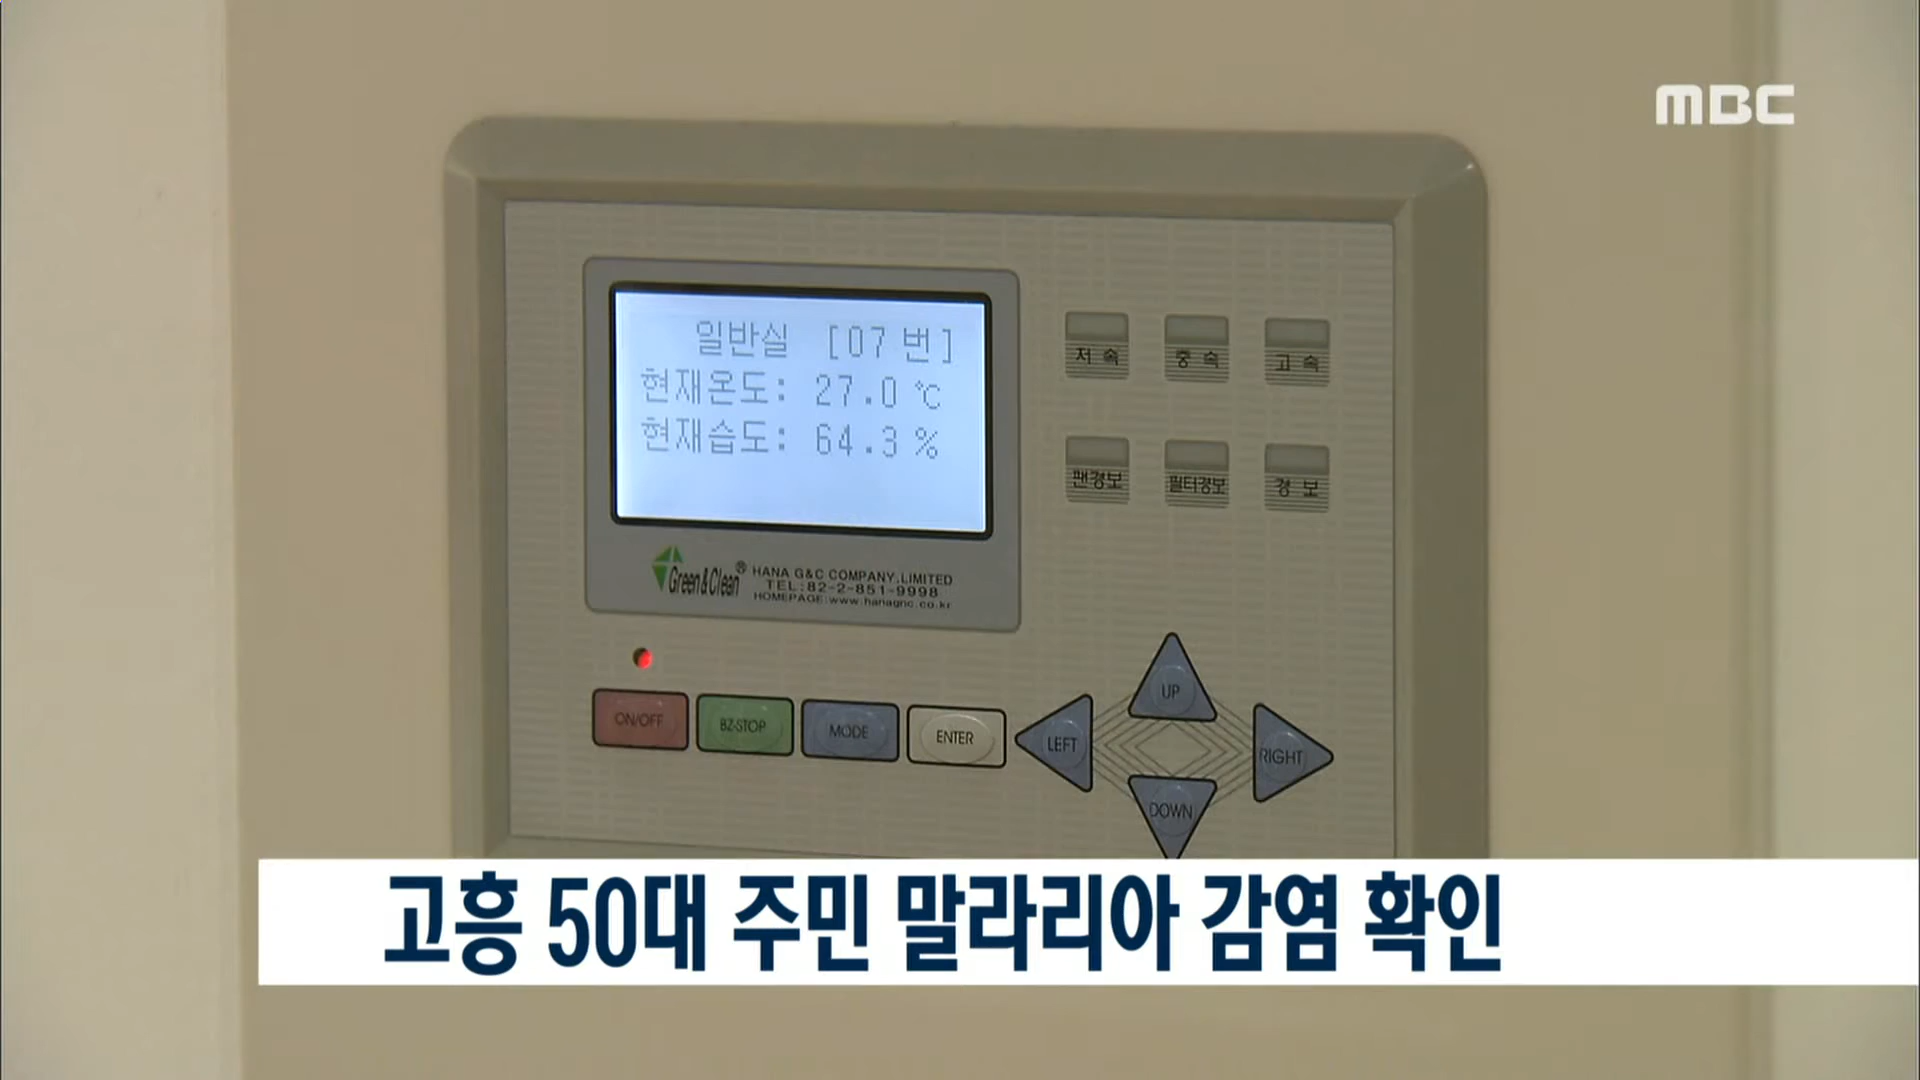 MBC
일반실 [07 번]
현재온도: 27.0 ℃
현재습도: 64.3 %
저 속
중 속
고 속
팬경보
필터경보
경 보
Green&Clean® HANA G&C COMPANY.LIMITED
TEL:82-2-851-9998
HOMEPAGE:www.hanagnc.co.kr
ON/OFF
BZ-STOP
MODE
ENTER
LEFT
UP
RIGHT
DOWN
고흥 50대 주민 말라리아 감염 확인